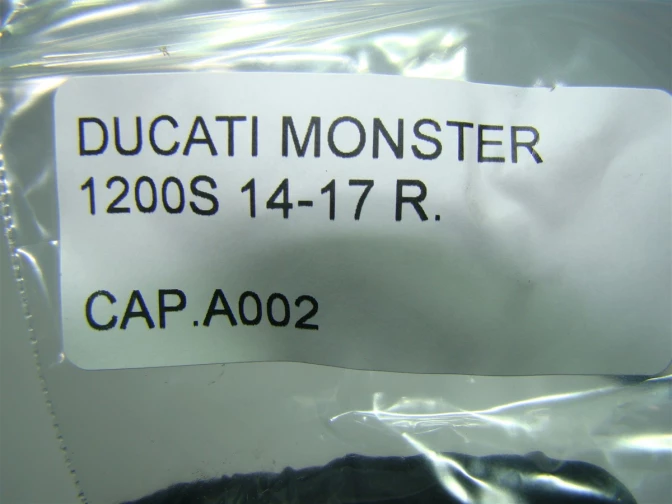 DUCATI MONSTER
1200S 14-17 R.
CAP.A002